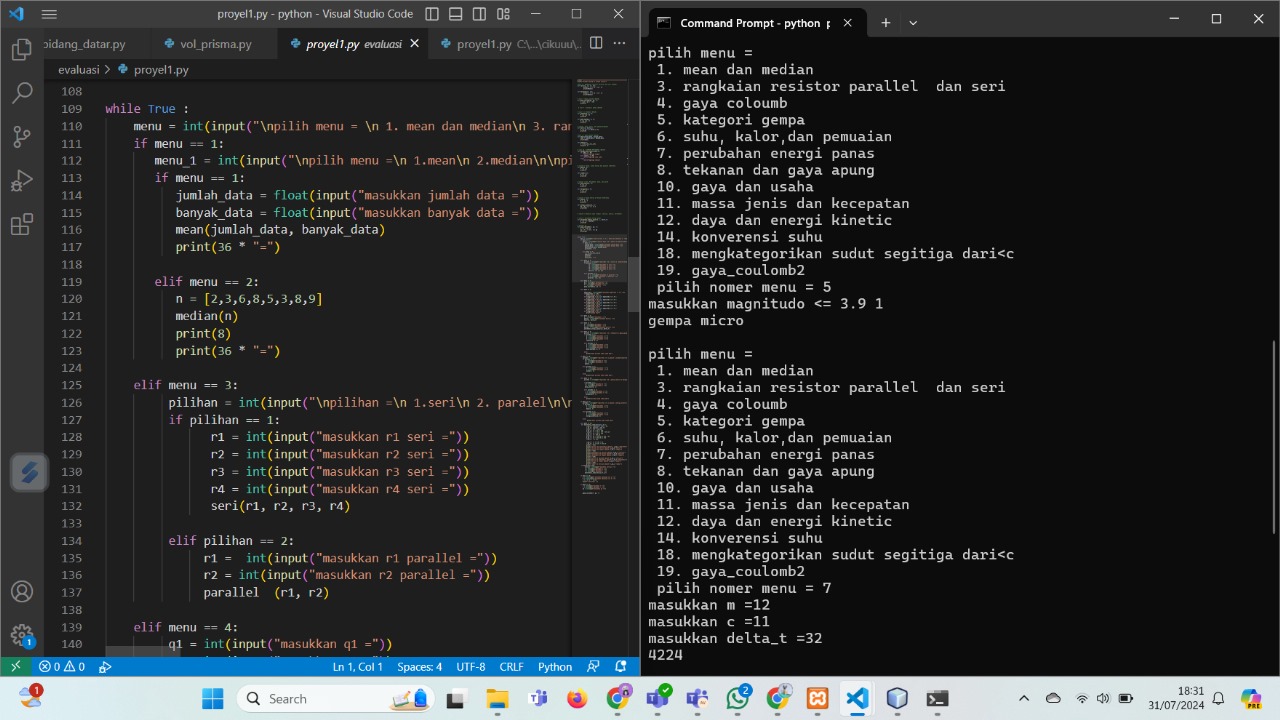 proyel1.py - python - Visual Studio Code
bidang_datar.py
vol_prisma.py
proyel1.py evaluasi
proyel1.py C:\...\cikuuu\..
evaluasi > proyel1.py
108
109 while True :
110 menu = int(input("\npilih menu = \n 1. mean dan median\n 3. ran
111 if menu == 1:
112 menu_1 = int(input("\npilih menu =\n 1.mean\n 2.median\n\npi
113 if menu == 1:
114 jumlah_data = float(input("masukkan jumlah data ="))
115 banyak_data = float(input("masukkan banyak data ="))
116 mean(jumlah_data, banyak_data)
117 print(36 * "=")
118
119 elif menu == 2:
120 n = [2,3,5,6,5,3,8,9]
121 median(n)
122 print(8)
123 print(36 * "=")
124
125 elif menu == 3:
126 pilihan = int(input("\npilihan =\n 1.seri\n 2. parallel\n\n
127 if pilihan == 1:
128 r1 = int(input("masukkan r1 seri ="))
129 r2 = int(input("masukkan r2 seri ="))
130 r3 = int(input("masukkan r3 seri ="))
131 r4 = int(input("masukkan r4 seri ="))
132 seri(r1, r2, r3, r4)
133
134 elif pilihan == 2:
135 r1 = int(input("masukkan r1 parallel ="))
136 r2 = int(input("masukkan r2 parallel ="))
137 parallel (r1, r2)
138
139 elif menu == 4:
140 q1 = int(input("masukkan q1 ="))
0 0
Ln 1, Col 1
Spaces: 4
UTF-8
CRLF
Python
Command Prompt - python p
pilih menu =
1. mean dan median
3. rangkaian resistor parallel dan seri
4. gaya coloumb
5. kategori gempa
6. suhu, kalor,dan pemuaian
7. perubahan energi panas
8. tekanan dan gaya apung
10. gaya dan usaha
11. massa jenis dan kecepatan
12. daya dan energi kinetic
14. konverensi suhu
18. mengkategorikan sudut segitiga dari<c
19. gaya_coulomb2
pilih nomer menu = 5
masukkan magnitudo <= 3.9 :1
gempa micro
pilih menu =
1. mean dan median
3. rangkaian resistor parallel dan seri
4. gaya coloumb
5. kategori gempa
6. suhu, kalor,dan pemuaian
7. perubahan energi panas
8. tekanan dan gaya apung
10. gaya dan usaha
11. massa jenis dan kecepatan
12. daya dan energi kinetic
14. konverensi suhu
18. mengkategorikan sudut segitiga dari<c
19. gaya_coulomb2
pilih nomer menu = 7
masukkan m =12
masukkan c =11
masukkan delta_t =32
4224
1
1
Search
2
18:31
31/07/2024
PRE